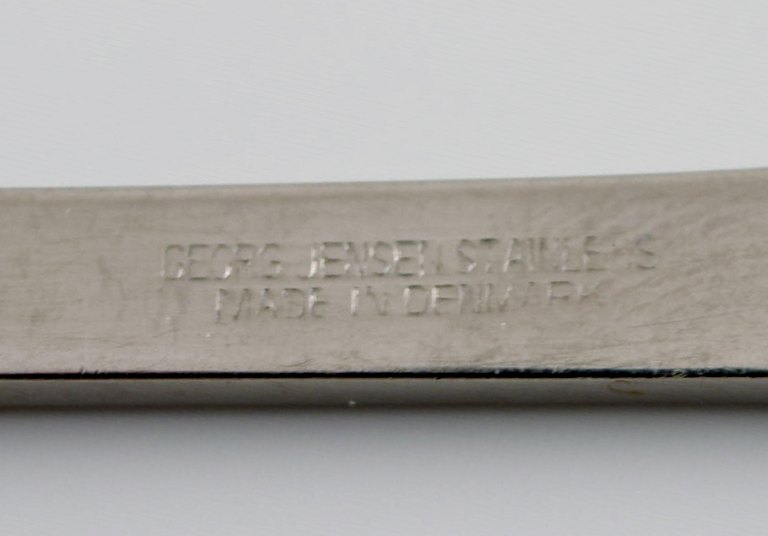 GEORG JENSEN STAINLESS
MADE IN DENMARK